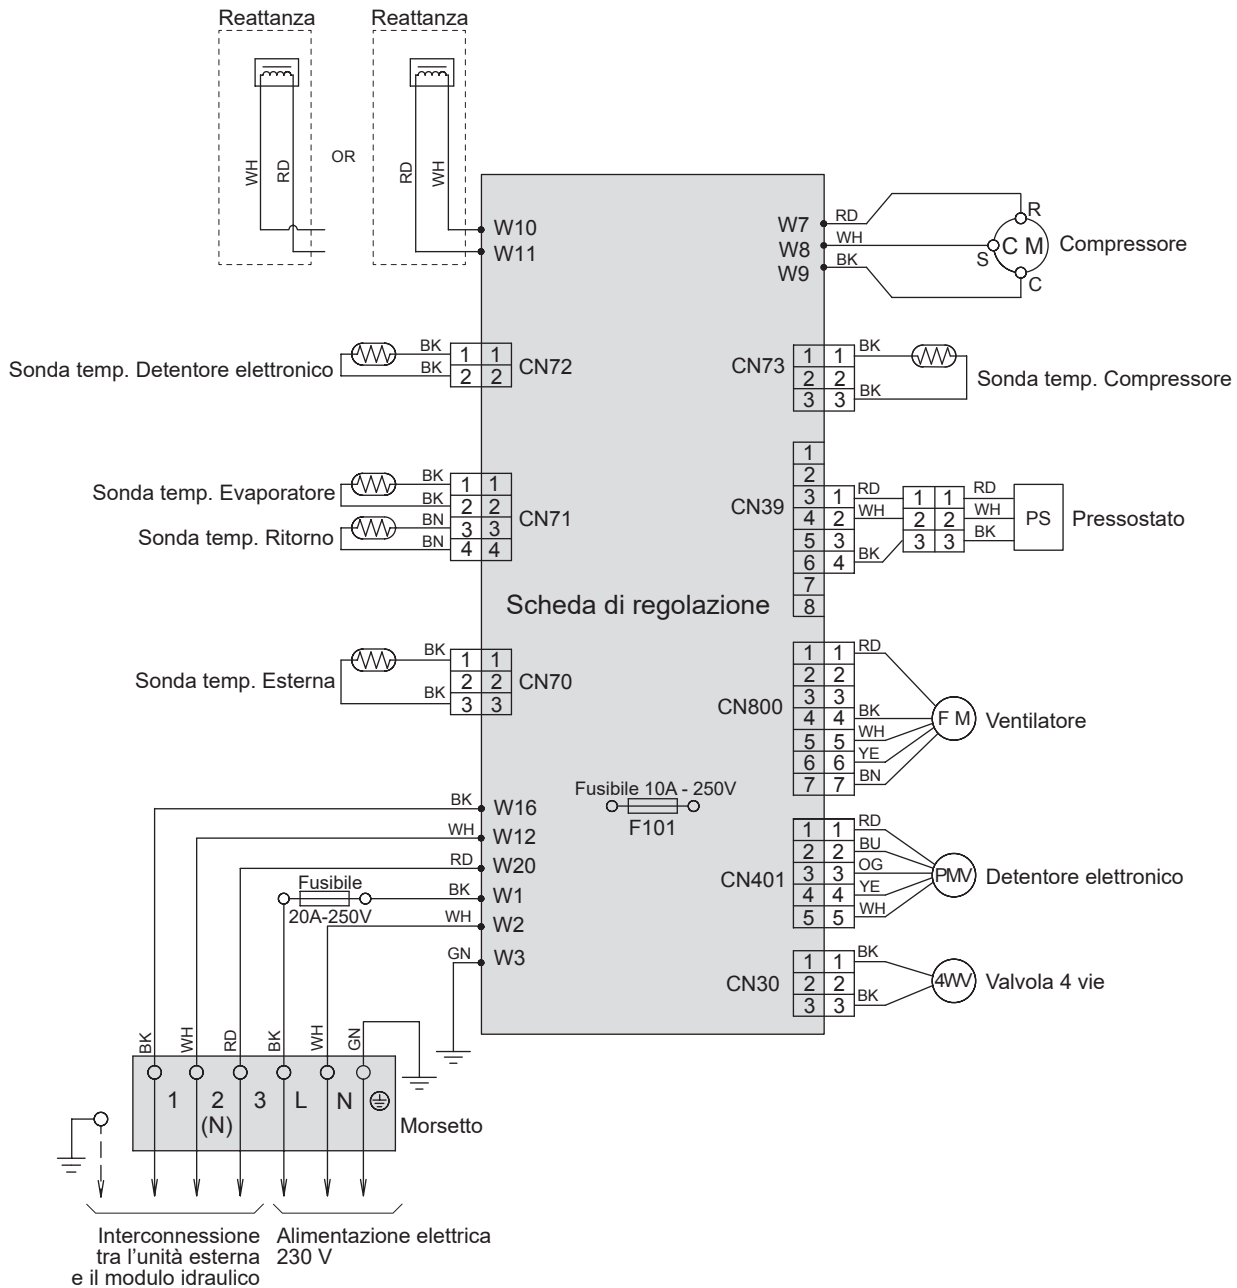 Reattanza
Reattanza
WH
RD
OR
RD
WH
W10
W11
W7
W8
W9
RD
WH
BK
R
S
C M
C
Compressore
Sonda temp. Detentore elettronico
BK
BK
1 1
2 2
CN72
CN73
1 1
2 2
3 3
BK
BK
Sonda temp. Compressore
Sonda temp. Evaporatore
Sonda temp. Ritorno
BK
BK
BN
BN
1 1
2 2
3 3
4 4
CN71
CN39
1
2
3 1
4 2
5 3
6 4
7
8
RD
WH
BK
1 1
2 2
3 3
RD
WH
BK
PS
Pressostato
Scheda di regolazione
Sonda temp. Esterna
BK
BK
1 1
2 2
3 3
CN70
CN800
1 1
2 2
3 3
4 4
5 5
6 6
7 7
RD
BK
WH
YE
BN
F M
Ventilatore
Fusibile 10A - 250V
F101
BK
W16
WH
W12
RD
W20
BK
W1
WH
W2
GN
W3
Fusibile
20A-250V
CN401
1 1
2 2
3 3
4 4
5 5
RD
BU
OG
YE
WH
PMV
Detentore elettronico
CN30
1 1
2 2
3 3
BK
BK
4WV
Valvola 4 vie
BK
WH
RD
BK
WH
GN
1
2
(N)
3
L
N
Morsetto
Interconnessione
tra l'unità esterna
e il modulo idraulico
Alimentazione elettrica
230 V